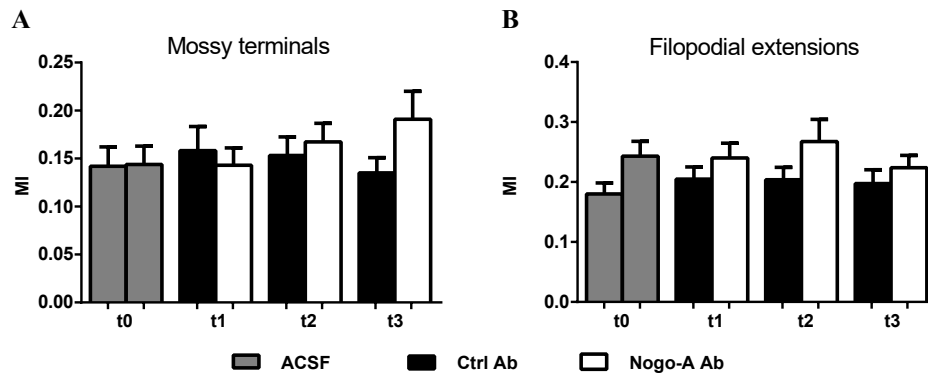 A
Mossy terminals
MI
0.25
0.20
0.15
0.10
0.05
0.00
t0 t1 t2 t3
B
Filopodial extensions
MI
0.4
0.3
0.2
0.1
0.0
t0 t1 t2 t3
ACSF Ctrl Ab Nogo-A Ab